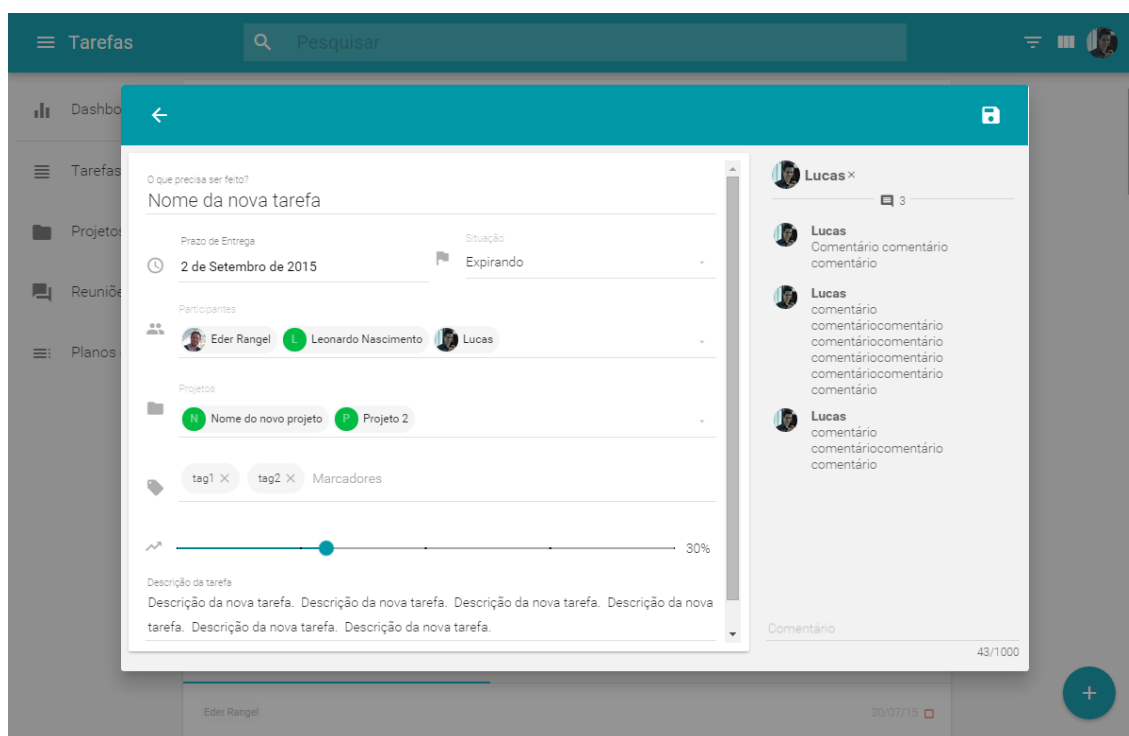 Tarefas
Pesquisar
Dashbo
Tarefas
Projetos
Reuniõe
Planos
O que precisa ser feito?
Nome da nova tarefa
Prazo de Entrega
2 de Setembro de 2015
Situação
Expirando
Participantes
Eder Rangel
L Leonardo Nascimento
Lucas
Projetos
N Nome do novo projeto
P Projeto 2
tag1 × tag2 × Marcadores
30%
Descrição da tarefa
Descrição da nova tarefa. Descrição da nova tarefa. Descrição da nova tarefa. Descrição da nova
tarefa. Descrição da nova tarefa. Descrição da nova tarefa.
Lucas ×
3
Lucas
Comentário comentário
comentário
Lucas
comentário
comentáriocomentário
comentáriocomentário
comentáriocomentário
comentáriocomentário
comentário
Lucas
comentário
comentáriocomentário
comentário
Comentário
43/1000
Eder Rangel
30/07/15